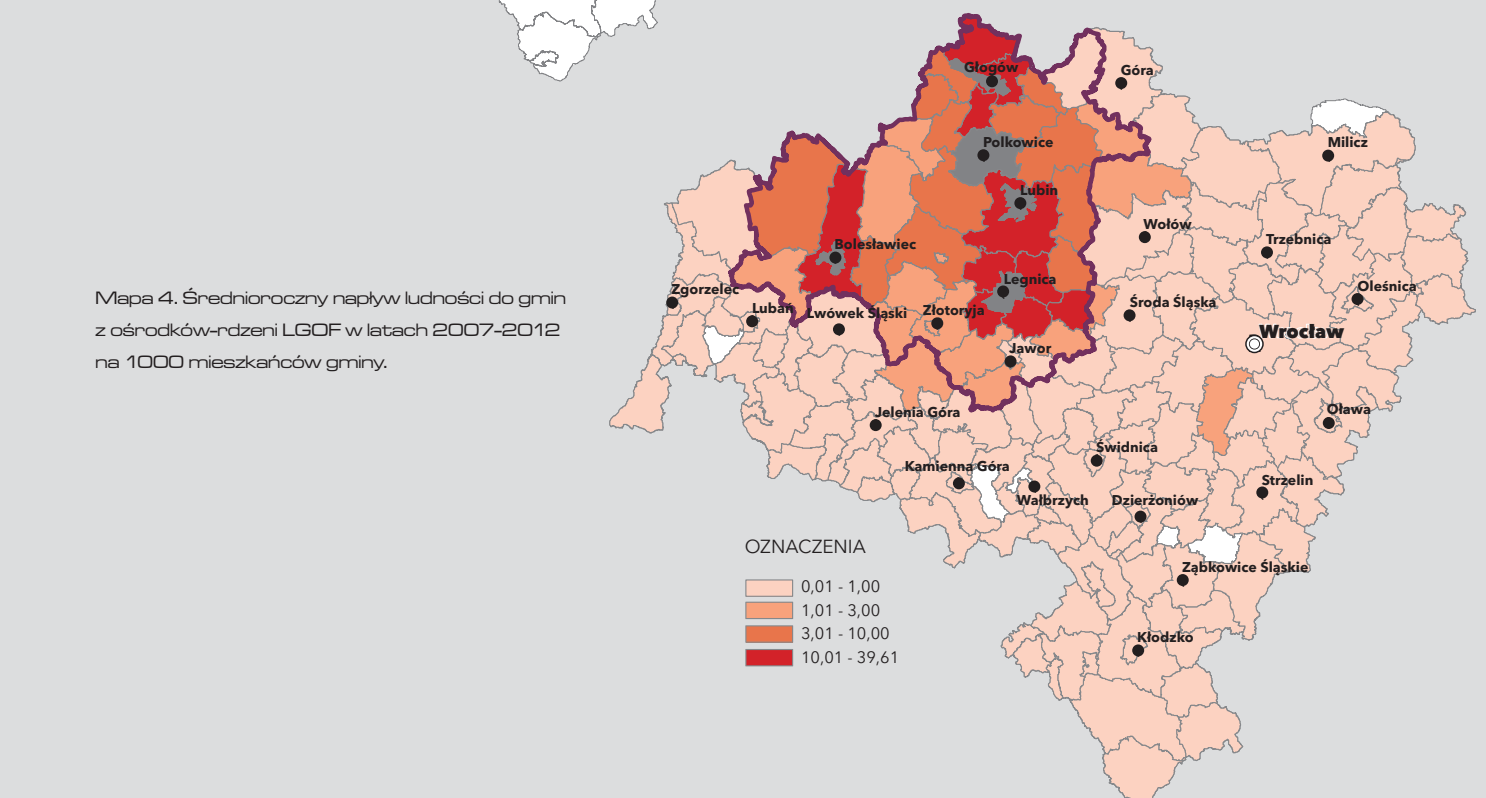 Głogów
Góra
Polkowice
Milicz
Lubin
Wołów
Bolesławiec
Trzebnica
Legnica
Oleśnica
Zgorzelec
Środa Śląska
Mapa 4. Średnioroczny napływ ludności do gmin
z ośrodków-rdzeni LGOF w latach 2007-2012
na 1000 mieszkańców gminy.
Lubań
Lwówek Śląski
Złotoryja
Wrocław
Jawor
Jelenia Góra
Oława
Świdnica
Kamienna Góra
Strzelin
Wałbrzych
Dzierżoniów
OZNACZENIA
Ząbkowice Śląskie
0,01 - 1,00
1,01 - 3,00
3,01 - 10,00
10,01 - 39,61
Kłodzko